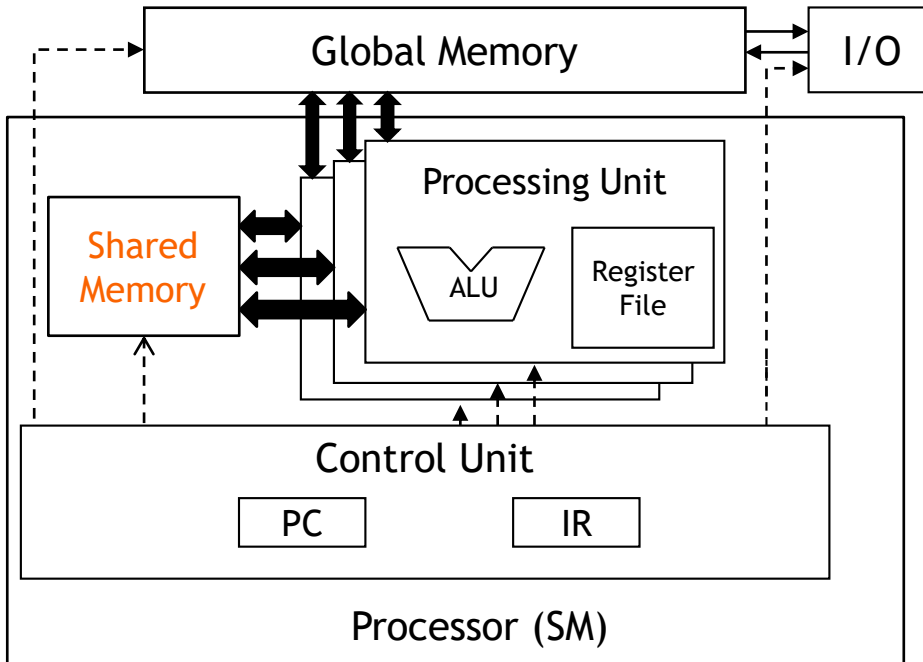 Global Memory
I/O
Processing Unit
Shared
Memory
ALU
Register
File
Control Unit
PC
IR
Processor (SM)